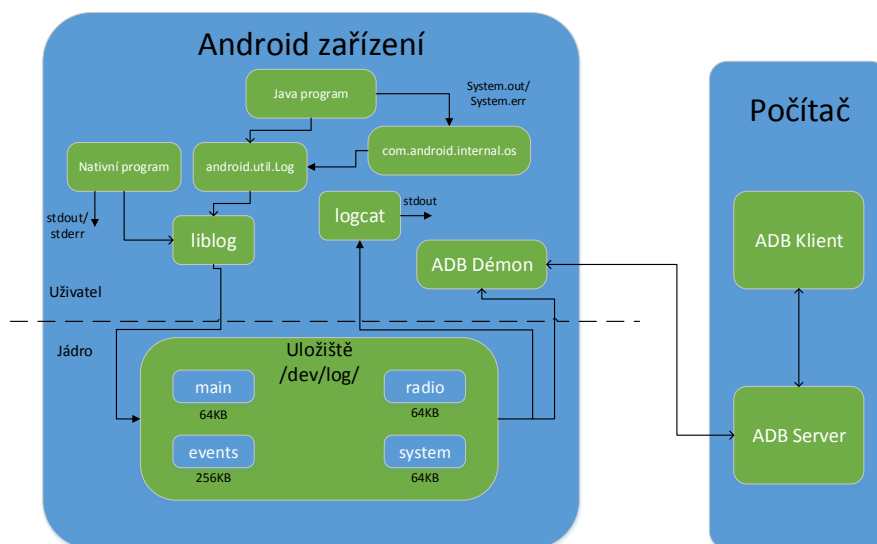 Android zařízení
Počítač
Java program
System.out/
System.err
Nativní program
android.util.Log
com.android.internal.os
stdout/
stderr
liblog
logcat
stdout
ADB Démon
ADB Klient
Uživatel
Jádro
Uložiště
/dev/log/
main
64KB
radio
64KB
events
256KB
system
64KB
ADB Server